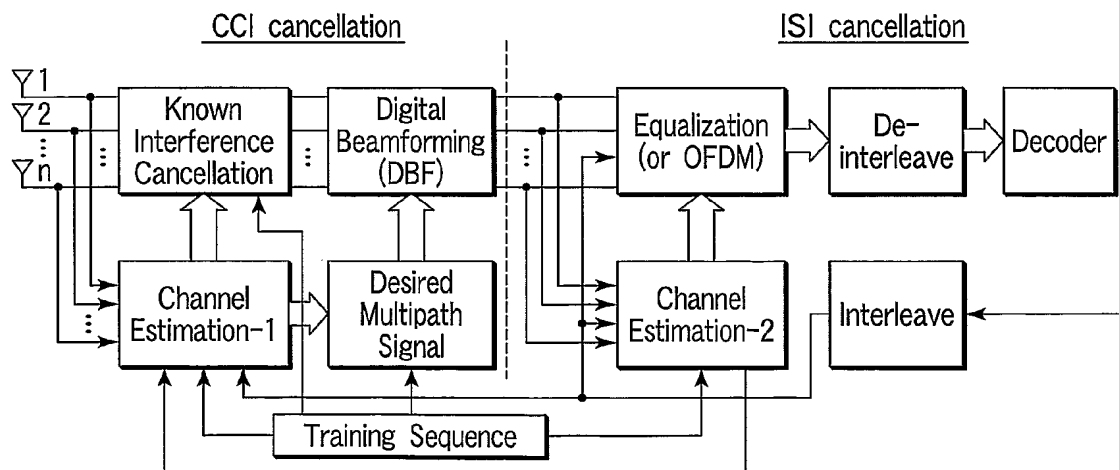 CCI cancellation
ISI cancellation
1
2
...
n
...
Known
Interference
Cancellation
...
Digital
Beamforming
(DBF)
...
Equalization
(or OFDM)
De-
interleave
Decoder
...
Channel
Estimation-1
Desired
Multipath
Signal
...
Channel
Estimation-2
Interleave
Training Sequence